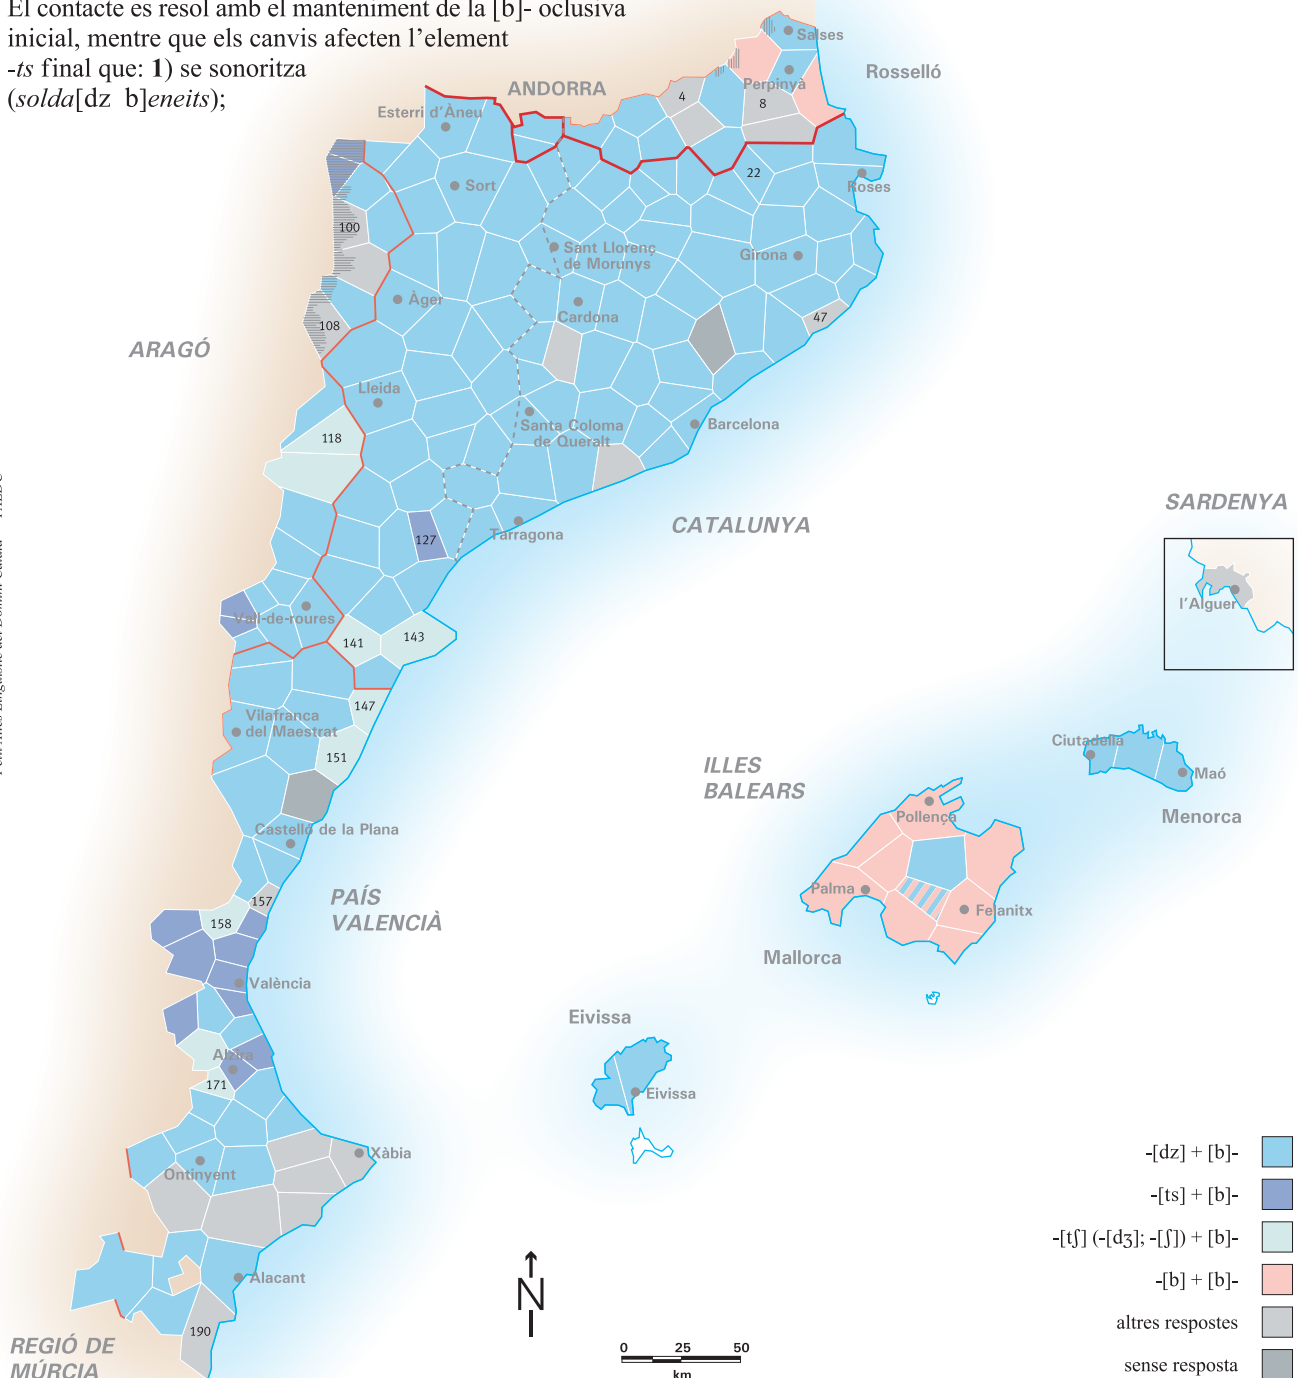 El contacte es resol amb el manteniment de la [b]- oclusiva
inicial, mentre que els canvis afecten l’element
-ts final que: 1) se sonoritza
(solda[dz b]eneits);
Salses
Rosselló
ANDORRA
Perpinyà
4
8
Esterri d’Àneu
22
Roses
Sort
100
Sant Llorenç
de Morunys
Girona
Àger
Cardona
47
108
ARAGÓ
Lleida
Santa Coloma
de Queralt
Barcelona
118
SARDENYA
CATALUNYA
127
Tarragona
l’Alguer
Vall-de-roures
141
143
147
Vilafranca
del Maestrat
151
Ciutadella
Maó
Menorca
ILLES
BALEARS
Pollença
Castelló de la Plana
Palma
Felanitx
Mallorca
157
158
PAÍS
VALENCIÀ
València
Eivissa
Alzira
171
Eivissa
Xàbia
Ontinyent
Alacant
190
REGIÓ DE
MÚRCIA
N
0 25 50
km
-[dz] + [b]-
-[ts] + [b]-
-[tʃ] (-[dʒ]; -[ʃ]) + [b]-
-[b] + [b]-
altres respostes
sense resposta